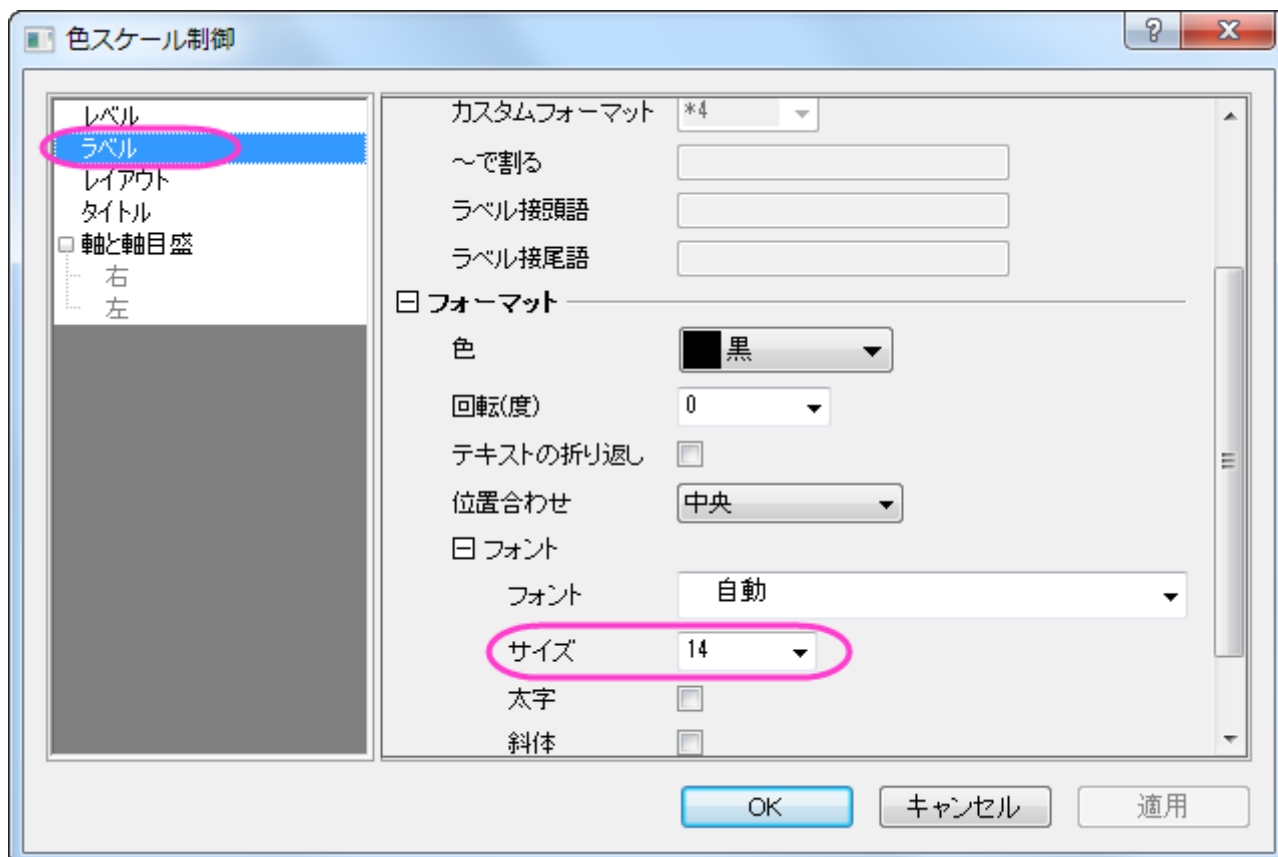 色スケール制御
レベル
ラベル
レイアウト
タイトル
軸と軸目盛
右
左
カスタムフォーマット *4
～で割る
ラベル接頭語
ラベル接尾語
フォーマット
色 黒
回転(度) 0
テキストの折り返し
位置合わせ 中央
フォント
フォント 自動
サイズ 14
太字
斜体
OK キャンセル 適用